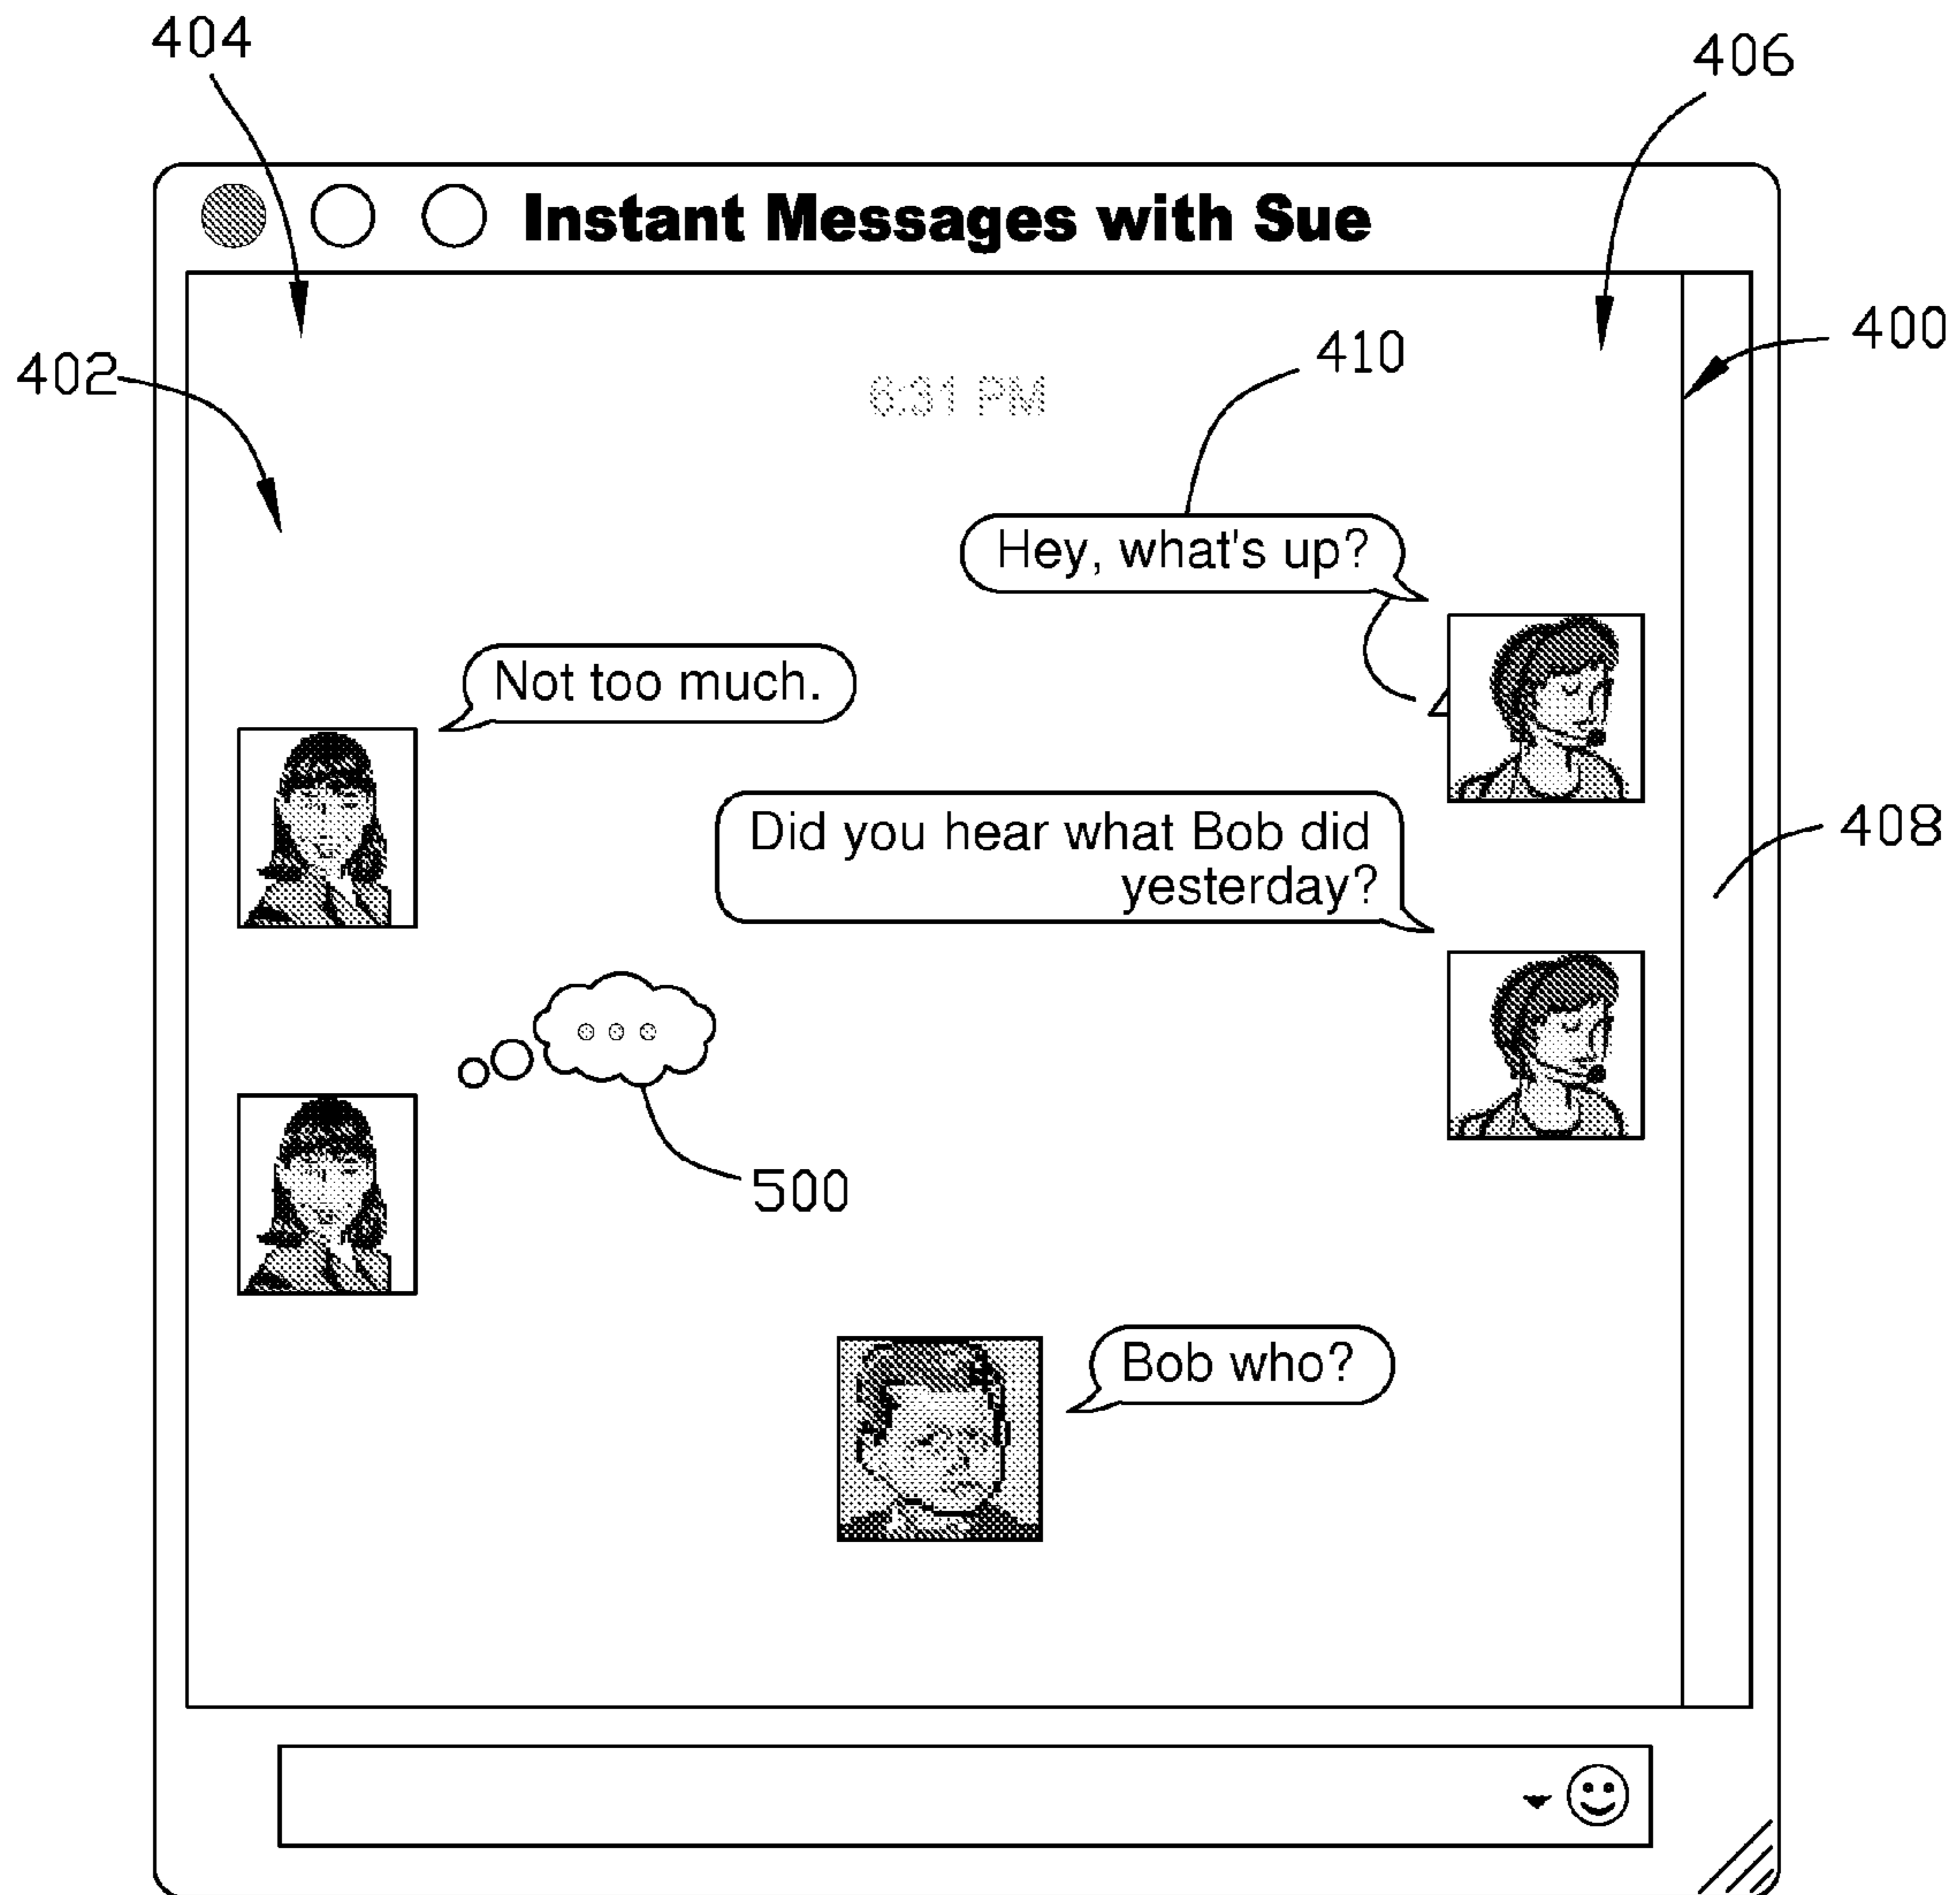 404
406
Instant Messages with Sue
400
410
402
6:31 PM
Hey, what's up?
Not too much.
Did you hear what Bob did
yesterday?
408
500
Bob who?